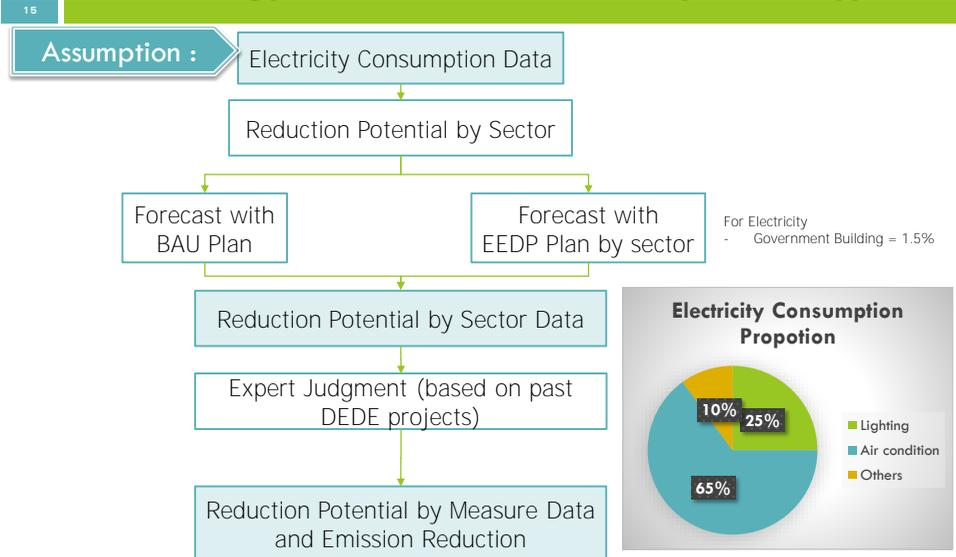 15
Assumption :
Electricity Consumption Data
Reduction Potential by Sector
Forecast with
BAU Plan
Forecast with
EEDP Plan by sector
For Electricity
- Government Building = 1.5%
Reduction Potential by Sector Data
Expert Judgment (based on past
DEDE projects)
Reduction Potential by Measure Data
and Emission Reduction
Electricity Consumption
Propotion
10%
25%
65%
Lighting
Air condition
Others